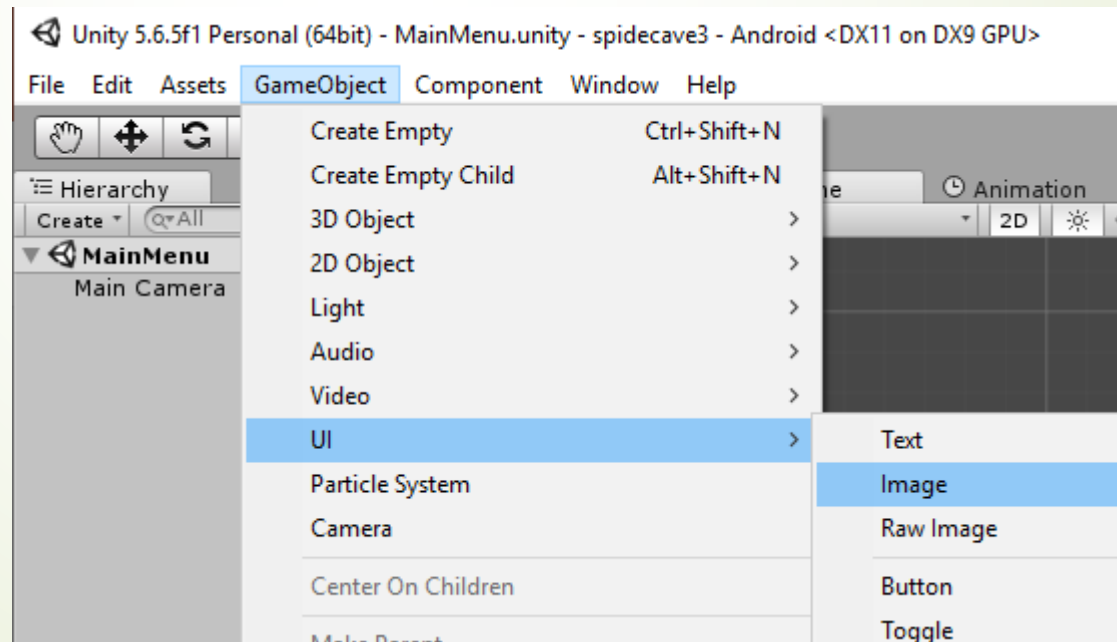 Unity 5.6.5f1 Personal (64bit) - MainMenu.unity - spidecave3 - Android <DX11 on DX9 GPU>
File Edit Assets GameObject Component Window Help
Create Empty Ctrl+Shift+N
Create Empty Child Alt+Shift+N
Hierarchy
Animation
Create All
2D
MainMenu
Main Camera
3D Object
2D Object
Light
Audio
Video
UI
Particle System
Camera
Center On Children
Make Parent
Text
Image
Raw Image
Button
Toggle